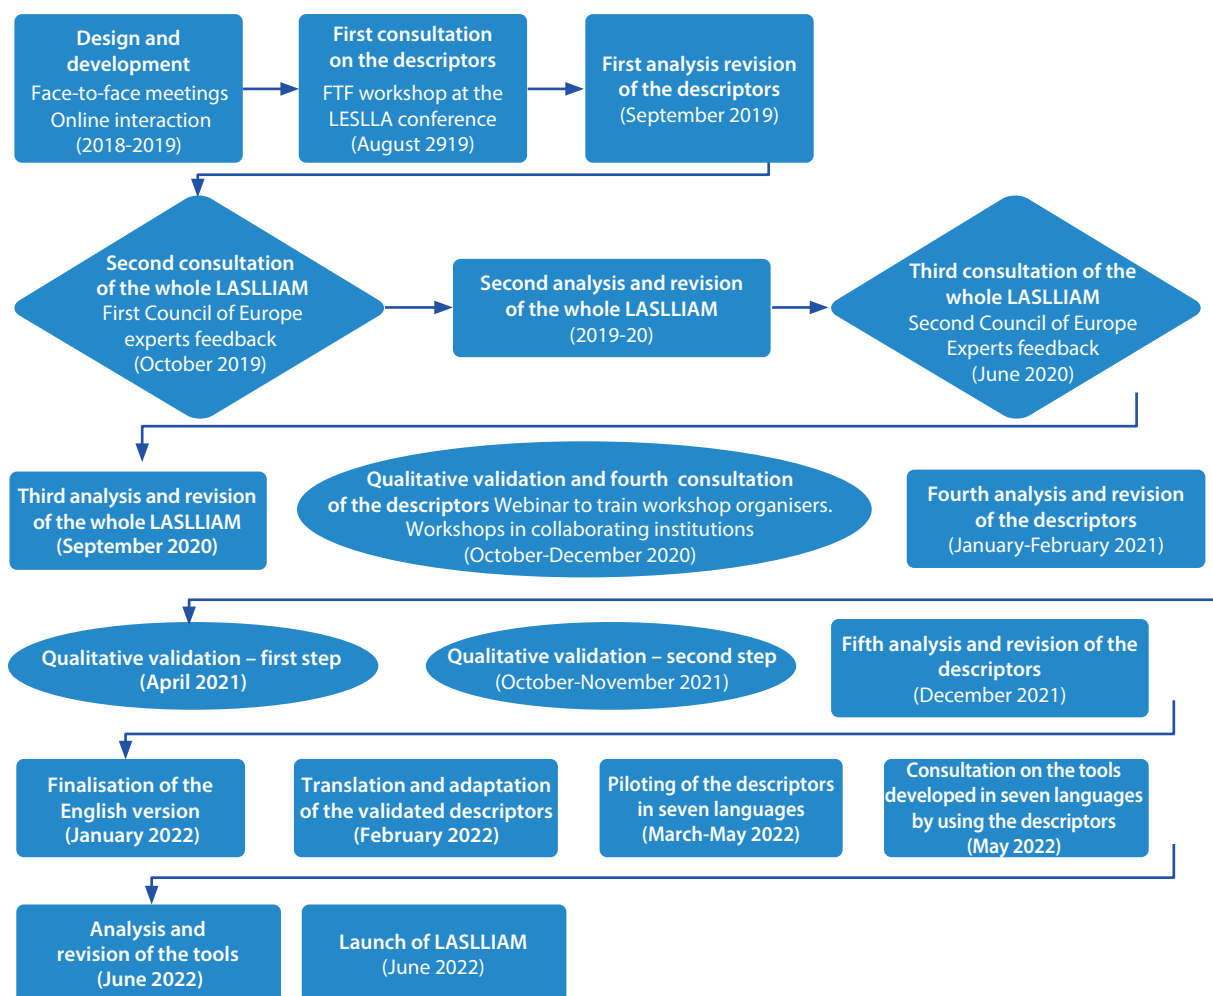 Design and
development
Face-to-face meetings
Online interaction
(2018-2019)
First consultation
on the descriptors
FTF workshop at the
LESLLA conference
(August 2919)
First analysis revision
of the descriptors
(September 2019)
Second consultation
of the whole LASLLIAM
First Council of Europe
experts feedback
(October 2019)
Second analysis and revision
of the whole LASLLIAM
(2019-20)
Third consultation of the
whole LASLLIAM
Second Council of Europe
Experts feedback
(June 2020)
Third analysis and revision
of the whole LASLLIAM
(September 2020)
Qualitative validation and fourth consultation
of the descriptors Webinar to train workshop organisers.
Workshops in collaborating institutions
(October-December 2020)
Fourth analysis and revision
of the descriptors
(January-February 2021)
Qualitative validation – first step
(April 2021)
Qualitative validation – second step
(October-November 2021)
Fifth analysis and revision of the
descriptors
(December 2021)
Finalisation of the
English version
(January 2022)
Translation and adaptation
of the validated descriptors
(February 2022)
Piloting of the descriptors
in seven languages
(March-May 2022)
Consultation on the tools
developed in seven languages
by using the descriptors
(May 2022)
Analysis and
revision of the tools
(June 2022)
Launch of LASLLIAM
(June 2022)